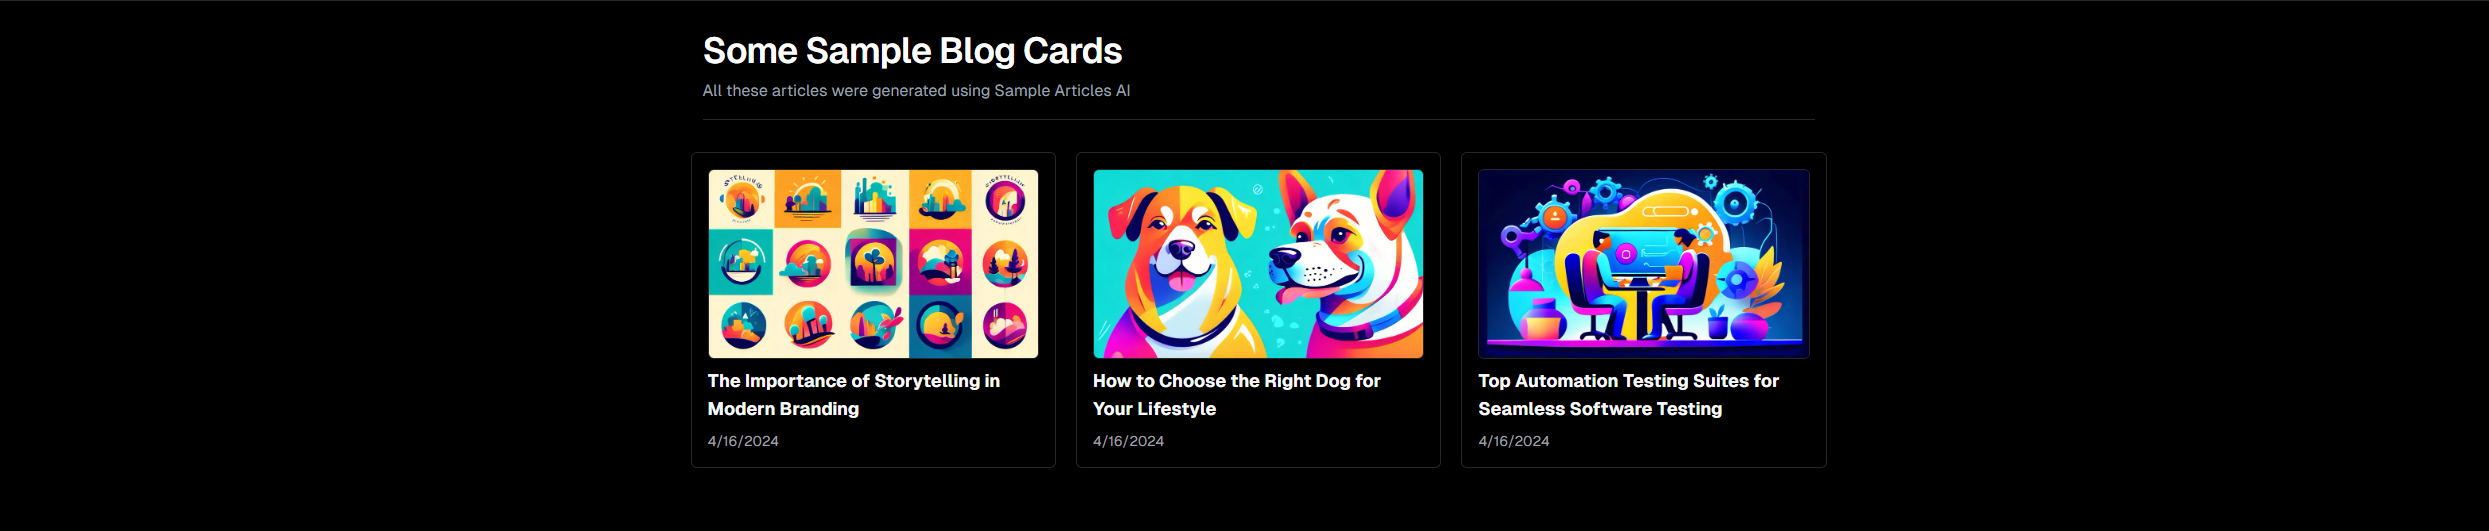 Some Sample Blog Cards
All these articles were generated using Sample Articles AI
The Importance of Storytelling in
Modern Branding
4/16/2024
How to Choose the Right Dog for
Your Lifestyle
4/16/2024
Top Automation Testing Suites for
Seamless Software Testing
4/16/2024